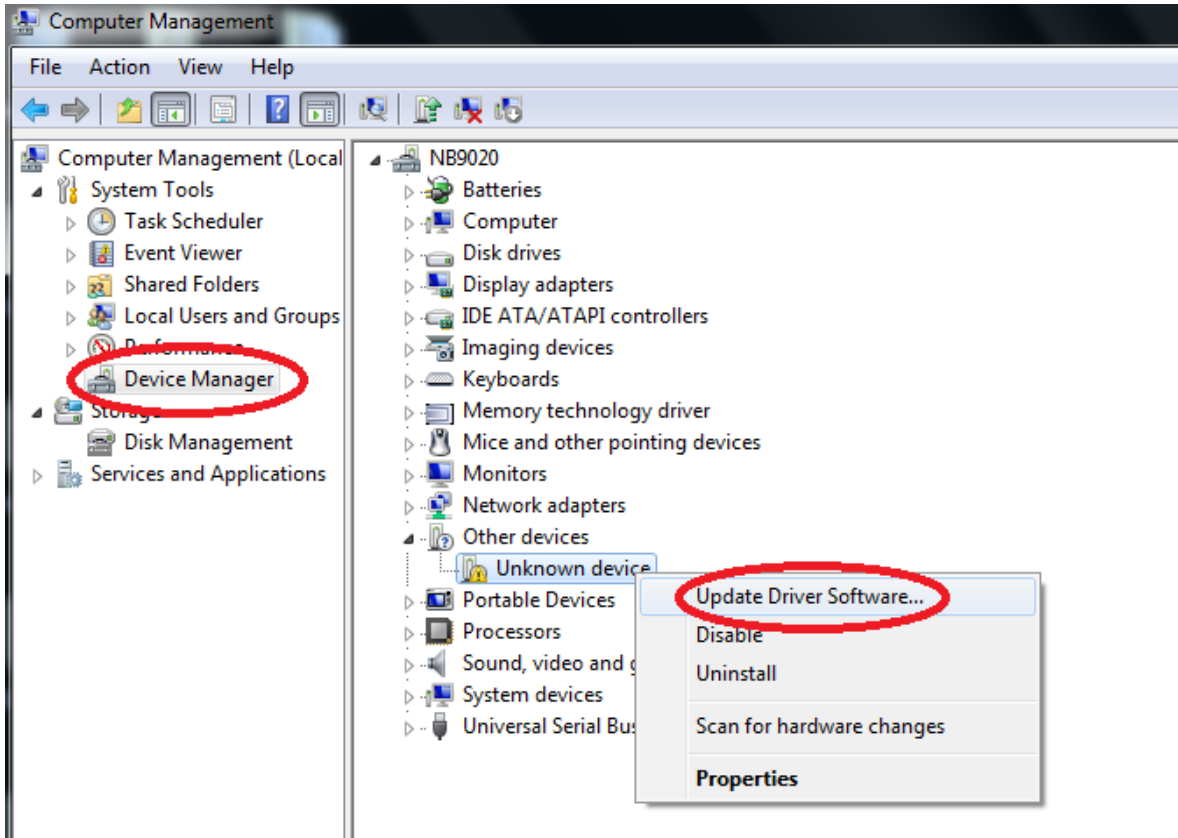 Computer Management
File Action View Help
Computer Management (Local
System Tools
Task Scheduler
Event Viewer
Shared Folders
Local Users and Groups
Performance
Device Manager
Storage
Disk Management
Services and Applications
NB9020
Batteries
Computer
Disk drives
Display adapters
IDE ATA/ATAPI controllers
Imaging devices
Keyboards
Memory technology driver
Mice and other pointing devices
Monitors
Network adapters
Other devices
Unknown device
Portable Devices
Processors
Sound, video and g
System devices
Universal Serial Bus
Update Driver Software...
Disable
Uninstall
Scan for hardware changes
Properties